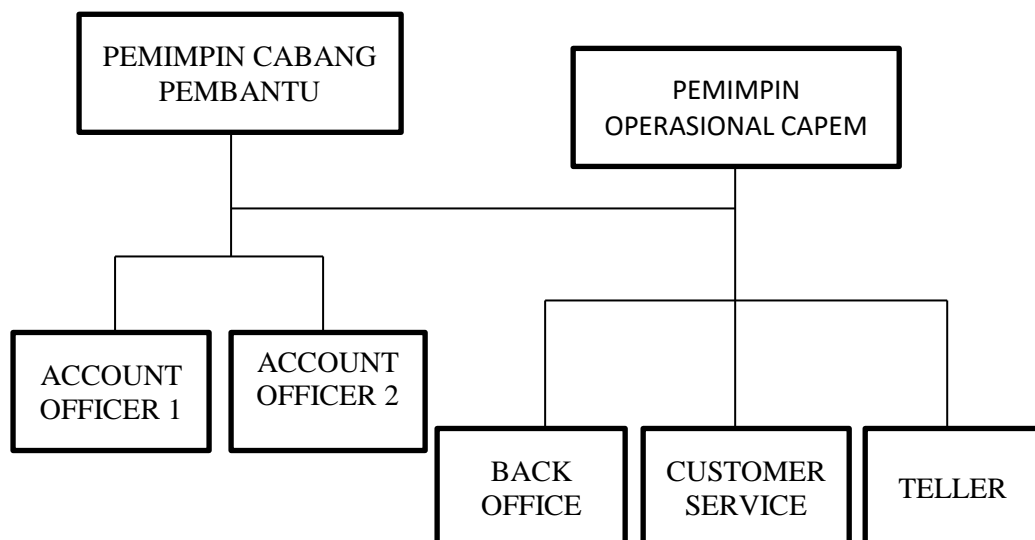 PEMIMPIN CABANG
PEMBANTU
PEMIMPIN
OPERASIONAL CAPEM
ACCOUNT
OFFICER 1
ACCOUNT
OFFICER 2
BACK
OFFICE
CUSTOMER
SERVICE
TELLER